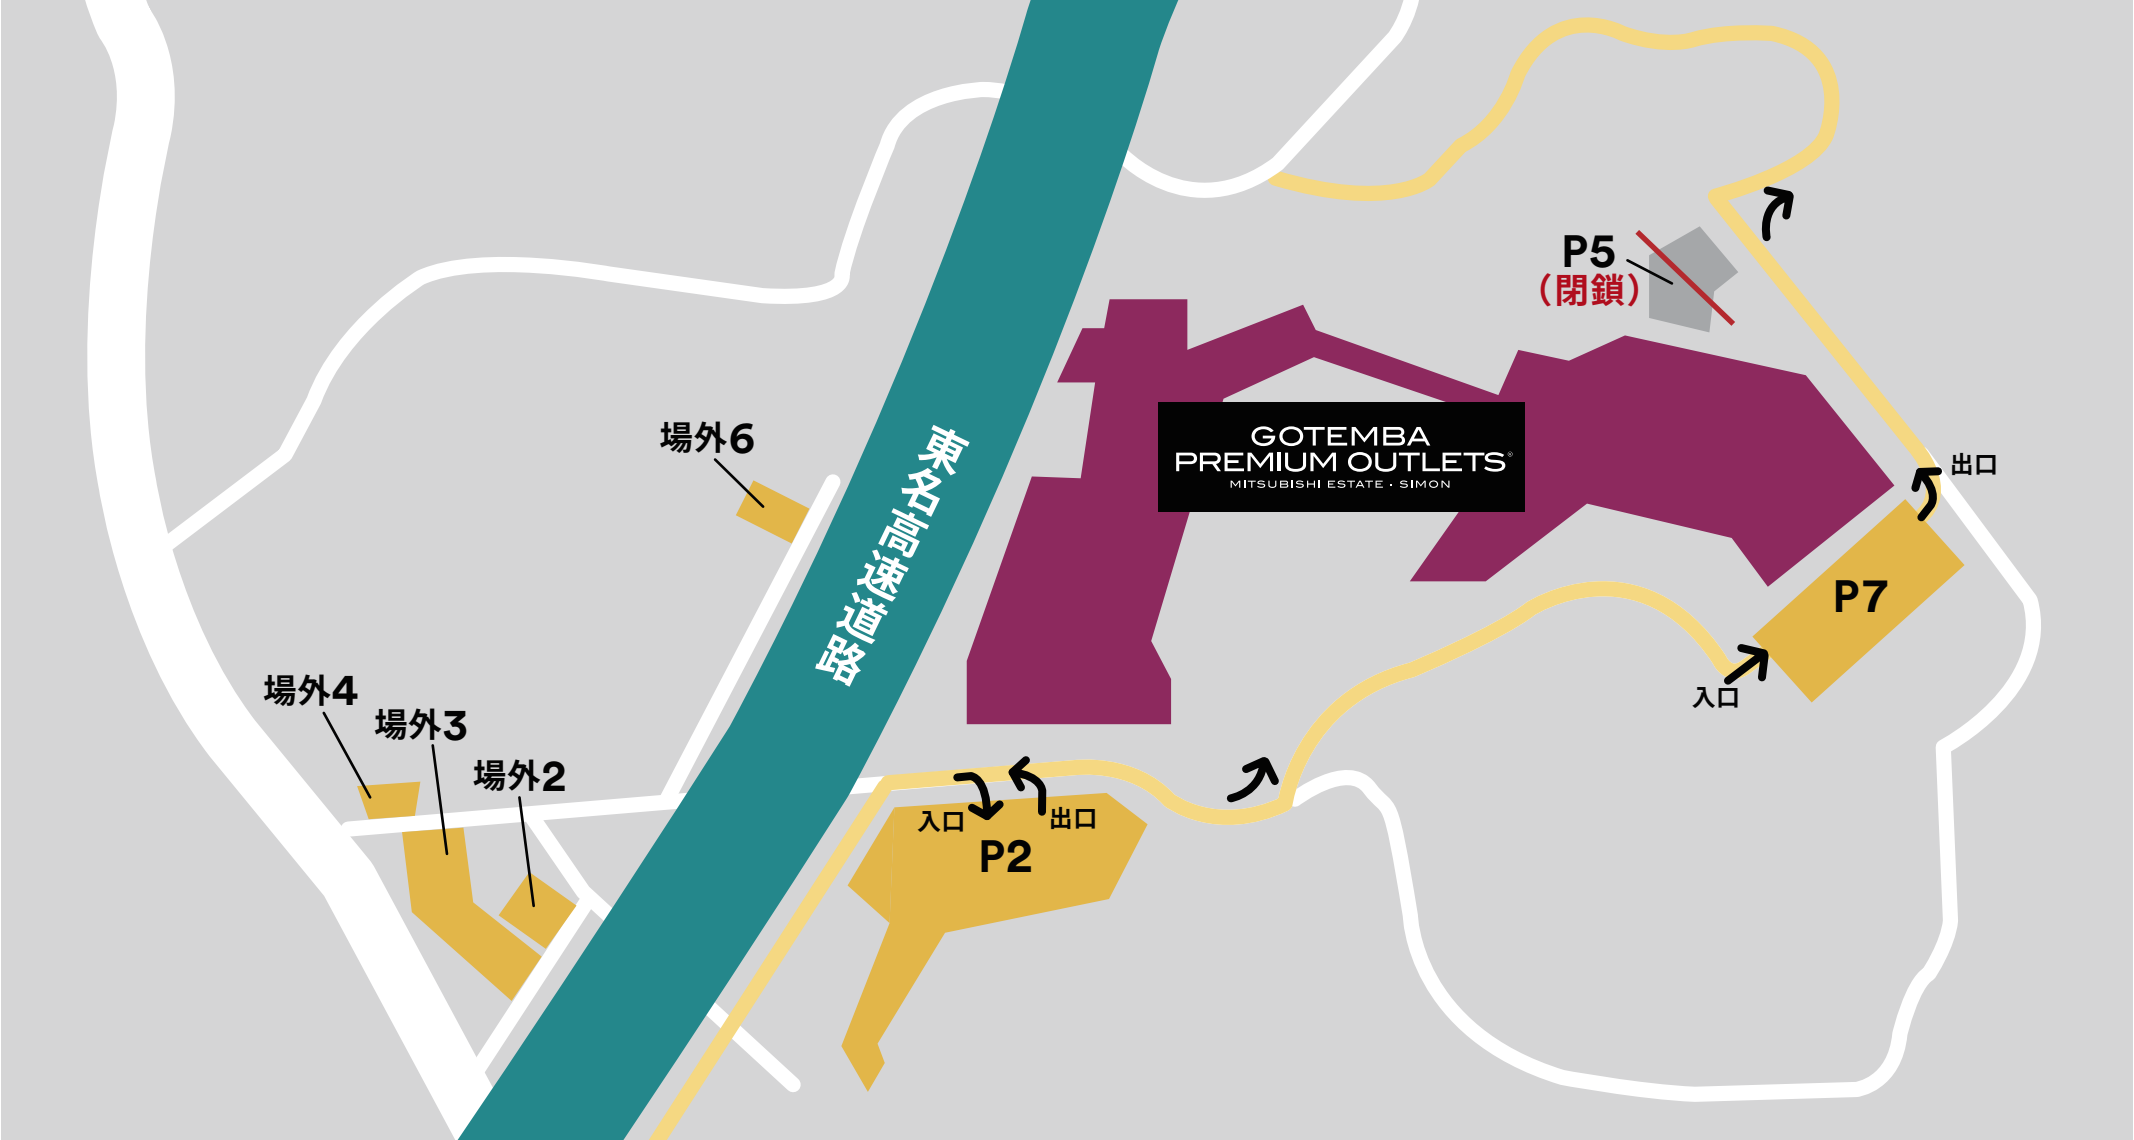 P5
（閉鎖）
GOTEMBA
PREMIUM OUTLETS®
MITSUBISHI ESTATE・SIMON
場外6
東名高速道路
出口
P7
入口
場外4
場外3
場外2
入口
出口
P2